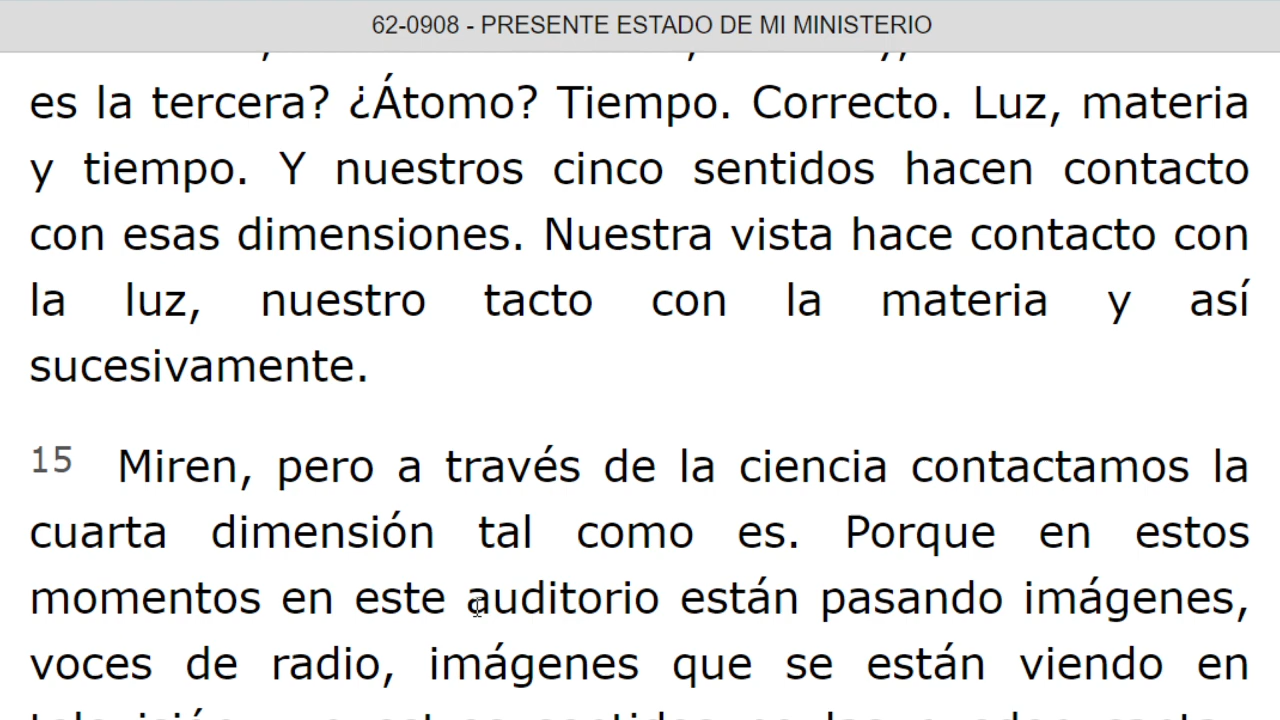 62-0908 - PRESENTE ESTADO DE MI MINISTERIO
es la tercera? ¿Átomo? Tiempo. Correcto. Luz, materia
y tiempo. Y nuestros cinco sentidos hacen contacto
con esas dimensiones. Nuestra vista hace contacto con
la luz, nuestro tacto con la materia y así
sucesivamente.
15 Miren, pero a través de la ciencia contactamos la
cuarta dimensión tal como es. Porque en estos
momentos en este auditorio están pasando imágenes,
voces de radio, imágenes que se están viendo en